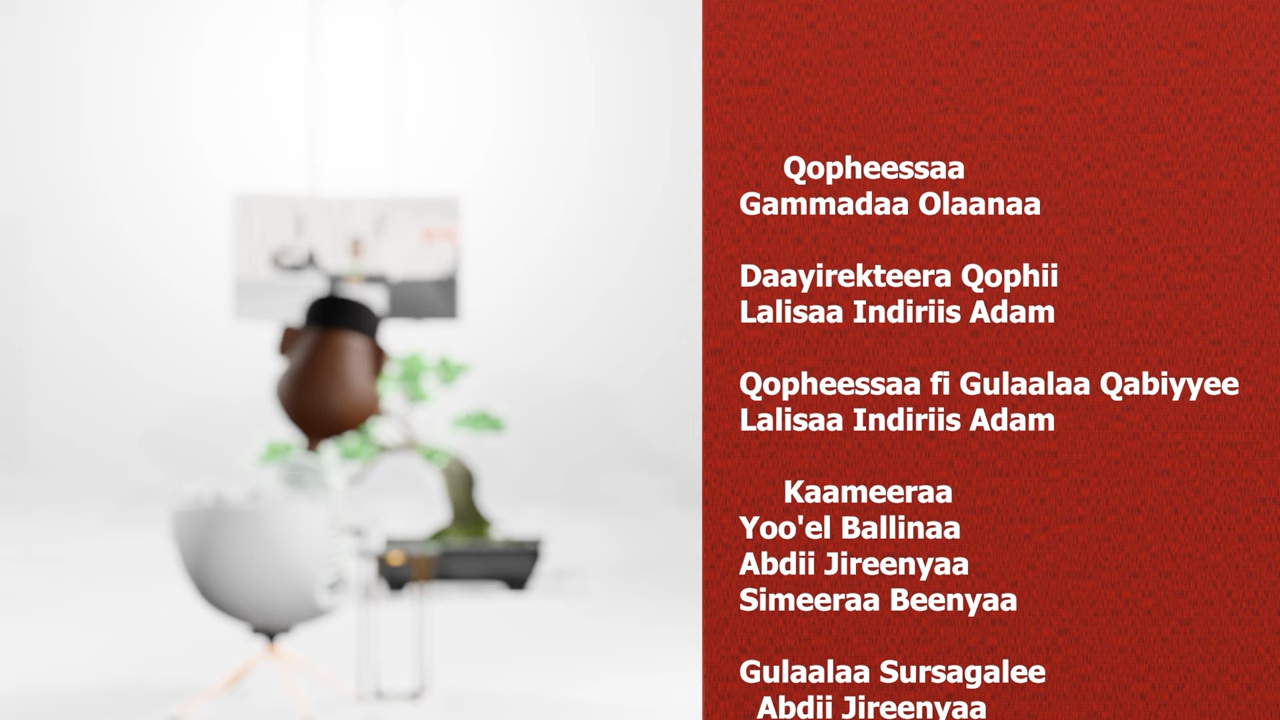 Qopheessaa
Gammadaa Olaanaa
Daayirekteera Qophii
Lalisaa Indiriis Adam
Qopheessaa fi Gulaalaa Qabiyyee
Lalisaa Indiriis Adam
Kaameeraa
Yoo'el Ballinaa
Abdii Jireenyaa
Simeeraa Beenyaa
Gulaalaa Sursagalee
Abdii Jireenyaa